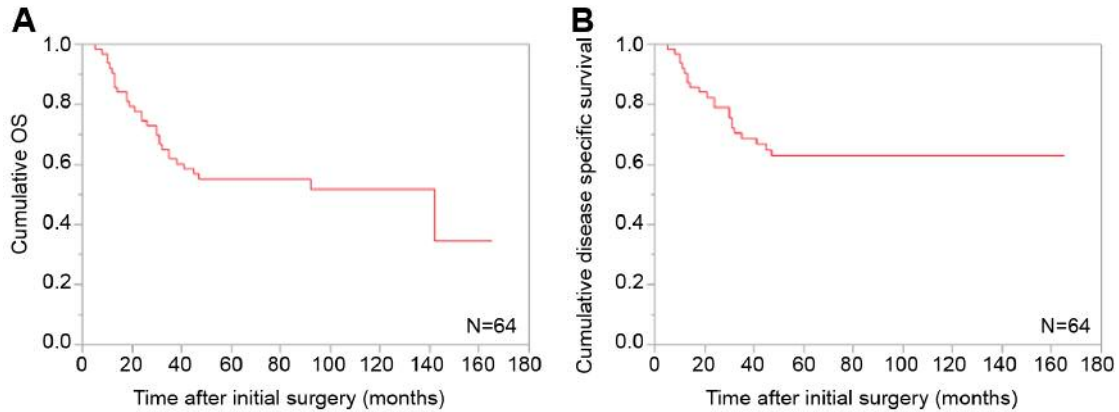 A
Cumulative OS
1.0
0.8
0.6
0.4
0.2
0.0
N=64
0 20 40 60 80 100 120 140 160 180
Time after initial surgery (months)
B
Cumulative disease specific survival
1.0
0.8
0.6
0.4
0.2
0.0
N=64
0 20 40 60 80 100 120 140 160 180
Time after initial surgery (months)